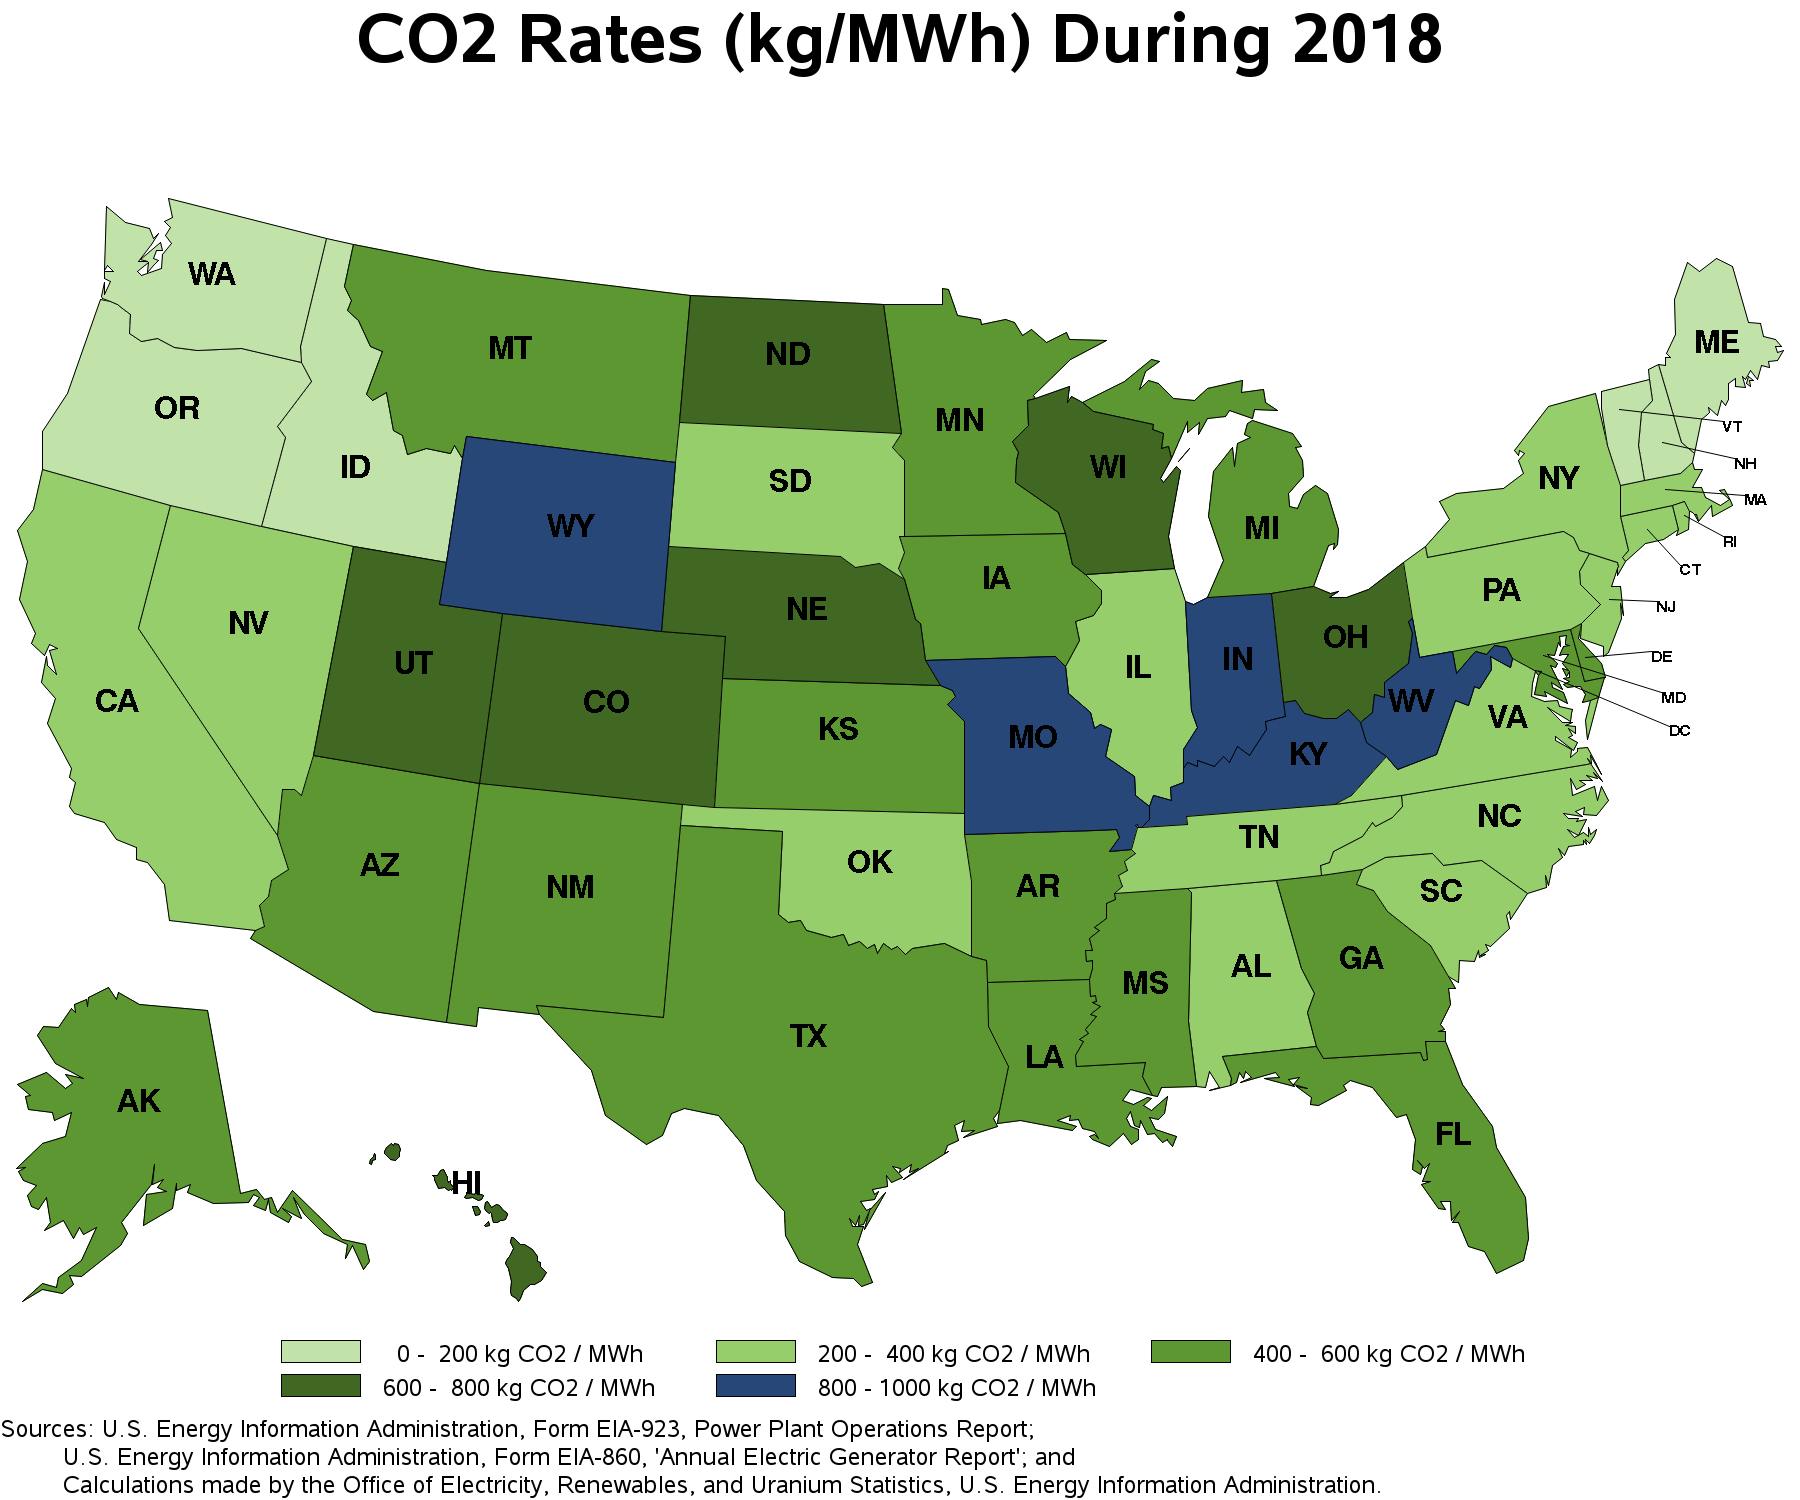 CO2 Rates (kg/MWh) During 2018
WA
MT
ND
ME
OR
MN
VT
ID
WI
NH
SD
NY
MA
WY
MI
RI
CT
IA
PA
NE
NJ
NV
OH
UT
IN
DE
IL
CA
CO
WV
MD
KS
MO
VA
DC
KY
NC
TN
AZ
OK
NM
AR
SC
GA
AL
MS
TX
LA
AK
FL
HI
0 - 200 kg CO2 / MWh
200 - 400 kg CO2 / MWh
400 - 600 kg CO2 / MWh
600 - 800 kg CO2 / MWh
800 - 1000 kg CO2 / MWh
Sources: U.S. Energy Information Administration, Form EIA-923, Power Plant Operations Report;
U.S. Energy Information Administration, Form EIA-860, 'Annual Electric Generator Report'; and
Calculations made by the Office of Electricity, Renewables, and Uranium Statistics, U.S. Energy Information Administration.